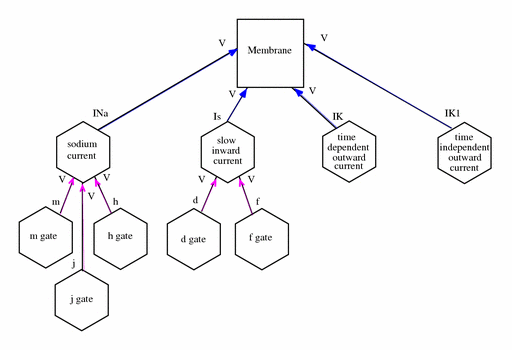 Membrane
V
V
V
V
INa
Is
IK
IK1
sodium
current
slow
inward
current
time
dependent
outward
current
time
independent
outward
current
V
V
V
V
V
m
h
j
d
f
m gate
h gate
j gate
d gate
f gate